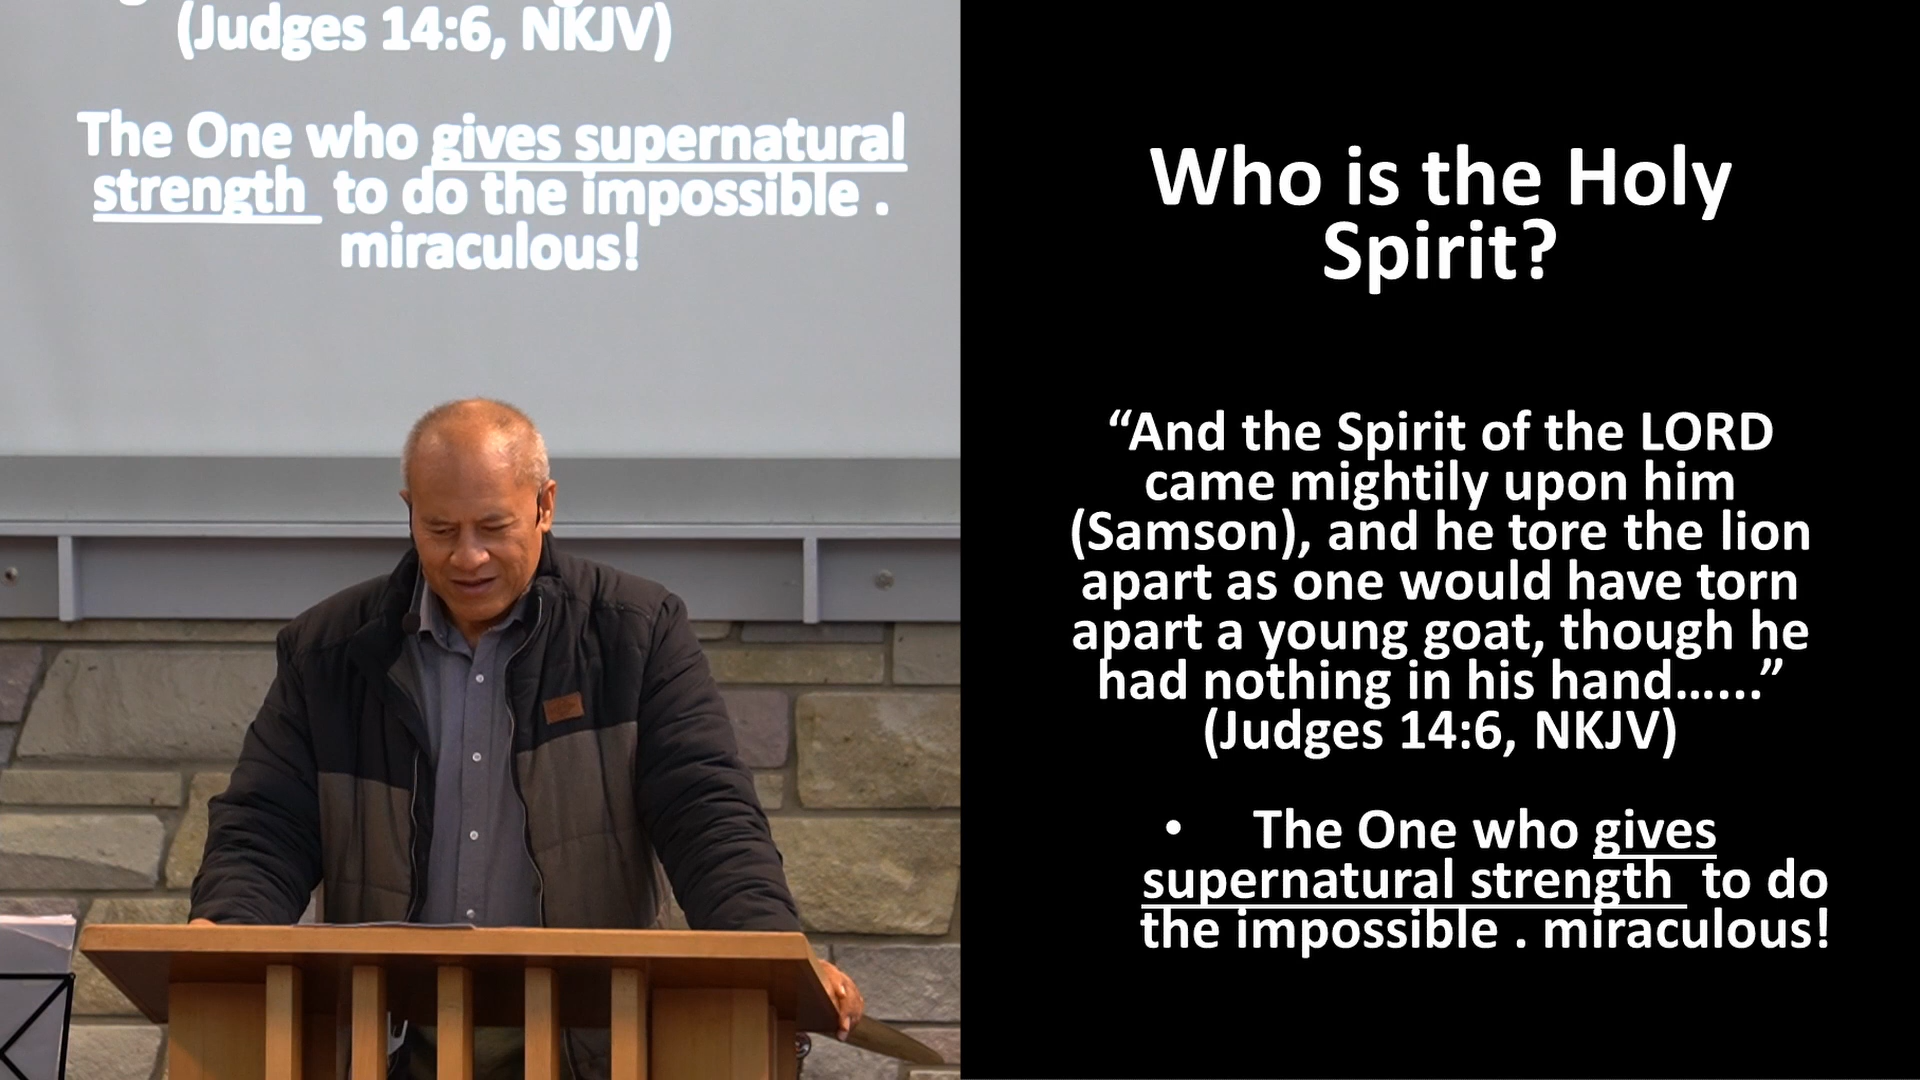 (Judges 14:6, NKJV)
The One who gives supernatural
strength to do the impossible .
miraculous!
Who is the Holy
Spirit?
“And the Spirit of the LORD
came mightily upon him
(Samson), and he tore the lion
apart as one would have torn
apart a young goat, though he
had nothing in his hand…...”
(Judges 14:6, NKJV)
• The One who gives
supernatural strength to do
the impossible . miraculous!